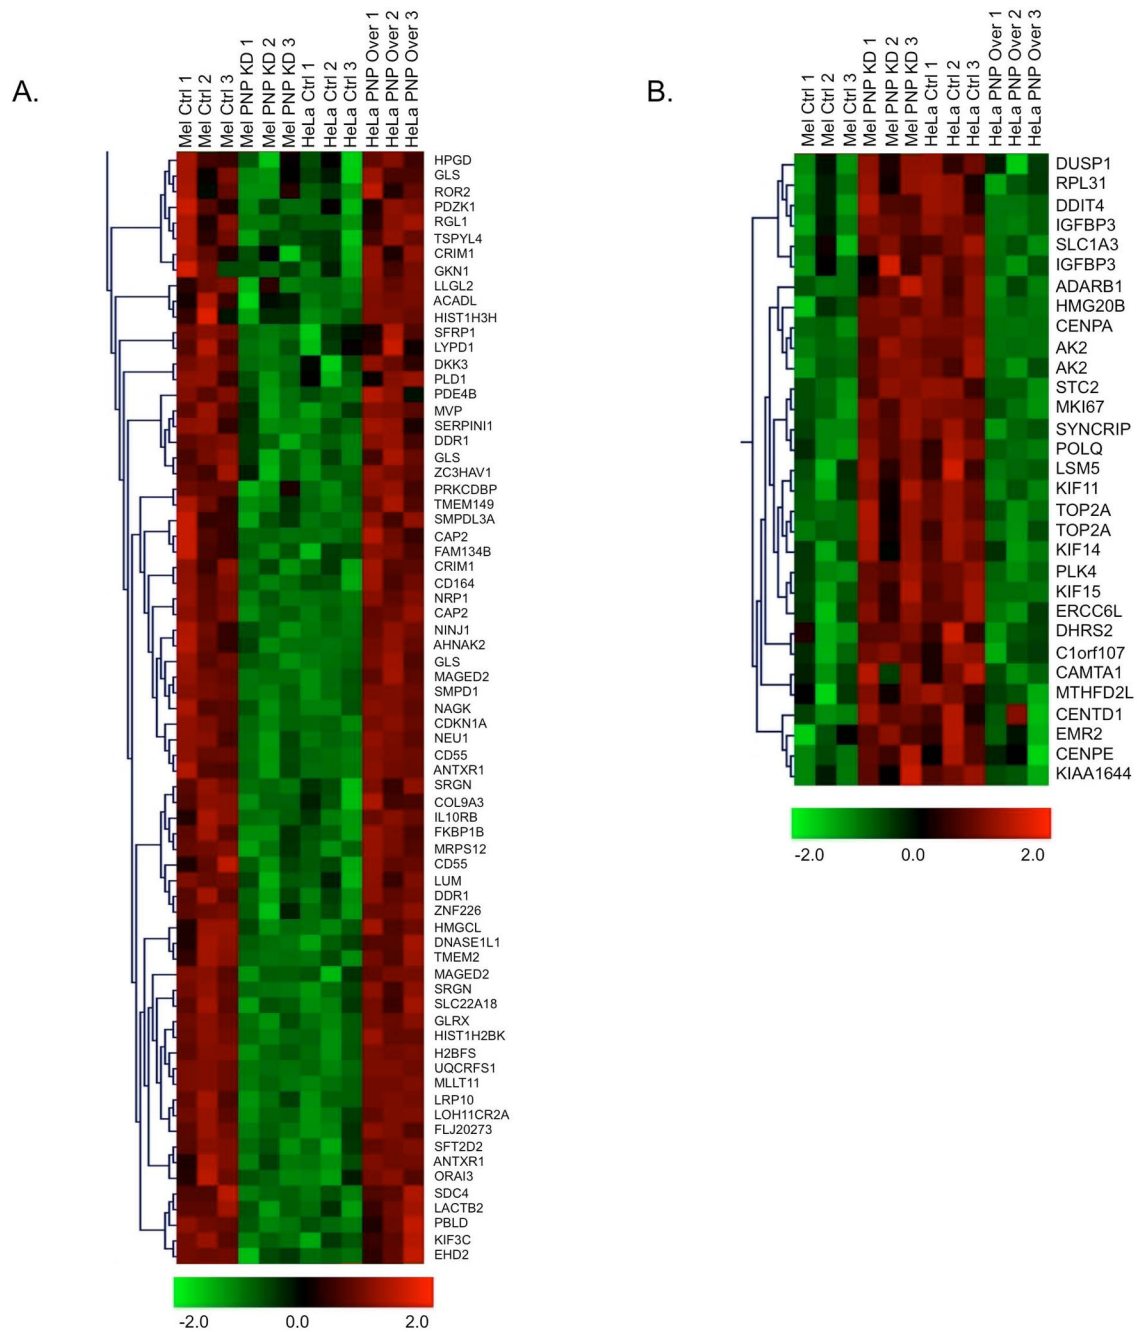 A.
Mel Ctrl 1
Mel Ctrl 2
Mel Ctrl 3
Mel PNP KD 1
Mel PNP KD 2
Mel PNP KD 3
HeLa Ctrl 1
HeLa Ctrl 2
HeLa Ctrl 3
HeLa PNP Over 1
HeLa PNP Over 2
HeLa PNP Over 3
HPGD
GLS
ROR2
PDZK1
RGL1
TSPYL4
CRIM1
GKN1
LLGL2
ACADL
HIST1H3H
SFRP1
LYPD1
DKK3
PLD1
PDE4B
MVP
SERPINI1
DDR1
GLS
ZC3HAV1
PRKCDBP
TMEM149
SMPDL3A
CAP2
FAM134B
CRIM1
CD164
NRP1
CAP2
NINJ1
AHNAK2
GLS
MAGED2
SMPD1
NAGK
CDKN1A
NEU1
CD55
ANTXR1
SRGN
COL9A3
IL10RB
FKBP1B
MRPS12
CD55
LUM
DDR1
ZNF226
HMGCL
DNASE1L1
TMEM2
MAGED2
SRGN
SLC22A18
GLRX
HIST1H2BK
H2BFS
UQCRFS1
MLLT11
LRP10
LOH11CR2A
FLJ20273
SFT2D2
ANTXR1
ORAI3
SDC4
LACTB2
PBLD
KIF3C
EHD2
-2.0 0.0 2.0
B.
Mel Ctrl 1
Mel Ctrl 2
Mel Ctrl 3
Mel PNP KD 1
Mel PNP KD 2
Mel PNP KD 3
HeLa Ctrl 1
HeLa Ctrl 2
HeLa Ctrl 3
HeLa PNP Over 1
HeLa PNP Over 2
HeLa PNP Over 3
DUSP1
RPL31
DDIT4
IGFBP3
SLC1A3
IGFBP3
ADARB1
HMG20B
CENPA
AK2
AK2
STC2
MKI67
SYNCRIP
POLQ
LSM5
KIF11
TOP2A
TOP2A
KIF14
PLK4
KIF15
ERCC6L
DHRS2
C1orf107
CAMTA1
MTHFD2L
CENTD1
EMR2
CENPE
KIAA1644
-2.0 0.0 2.0